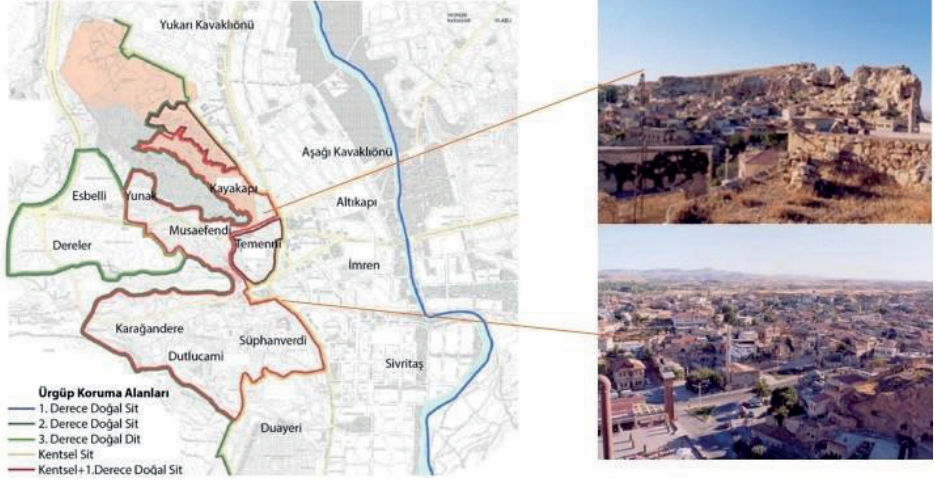 Yukarı Kavaklıönü
Aşağı Kavaklıönü
Kayakapı
Esbelli
Yunak
Altıkapı
Musaefendi
Temenni
Dereler
İmren
Karağandere
Süphanverdi
Dutlucami
Sivritaş
Duayeri
Ürgüp Koruma Alanları
1. Derece Doğal Sit
2. Derece Doğal Sit
3. Derece Doğal Dit
Kentsel Sit
Kentsel+1.Derece Doğal Sit